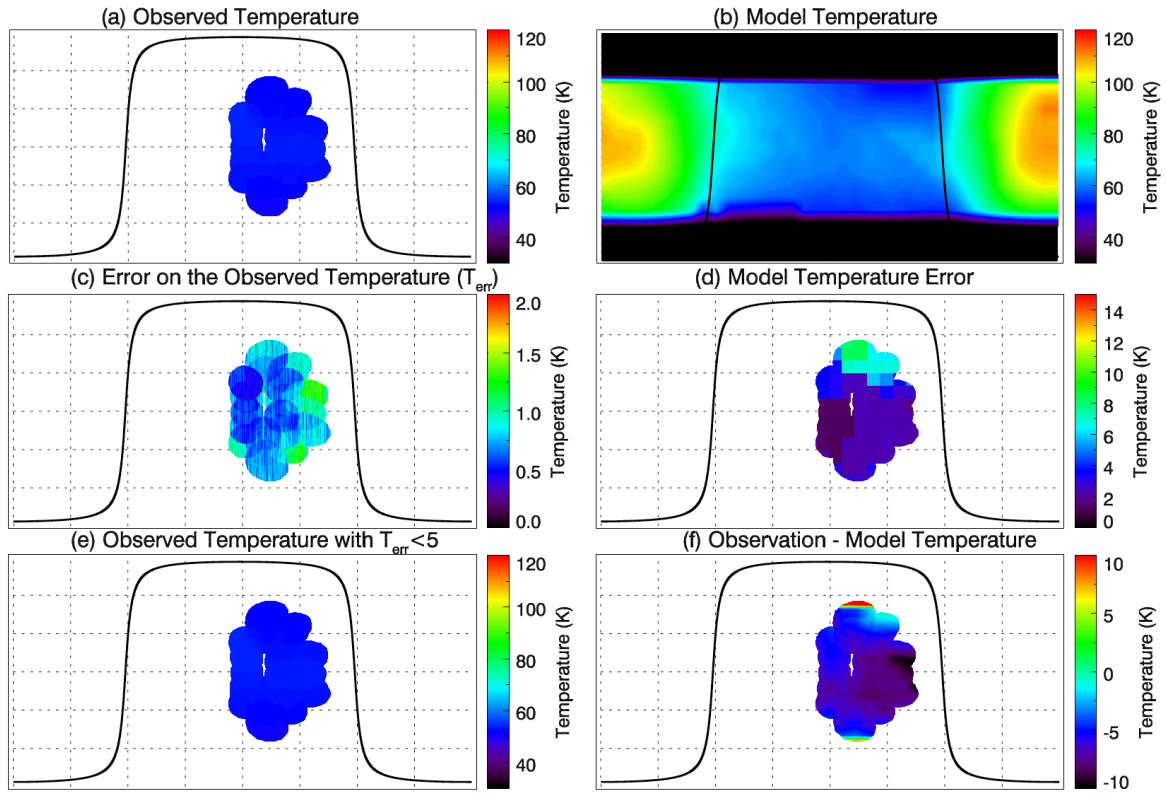 (a) Observed Temperature
120
100
80
60
40
Temperature (K)
(b) Model Temperature
120
100
80
60
40
Temperature (K)
(c) Error on the Observed Temperature (Terr)
2.0
1.5
1.0
0.5
0.0
Temperature (K)
(d) Model Temperature Error
14
12
10
8
6
4
2
0
Temperature (K)
(e) Observed Temperature with Terr<5
120
100
80
60
40
Temperature (K)
(f) Observation - Model Temperature
10
5
0
-5
-10
Temperature (K)